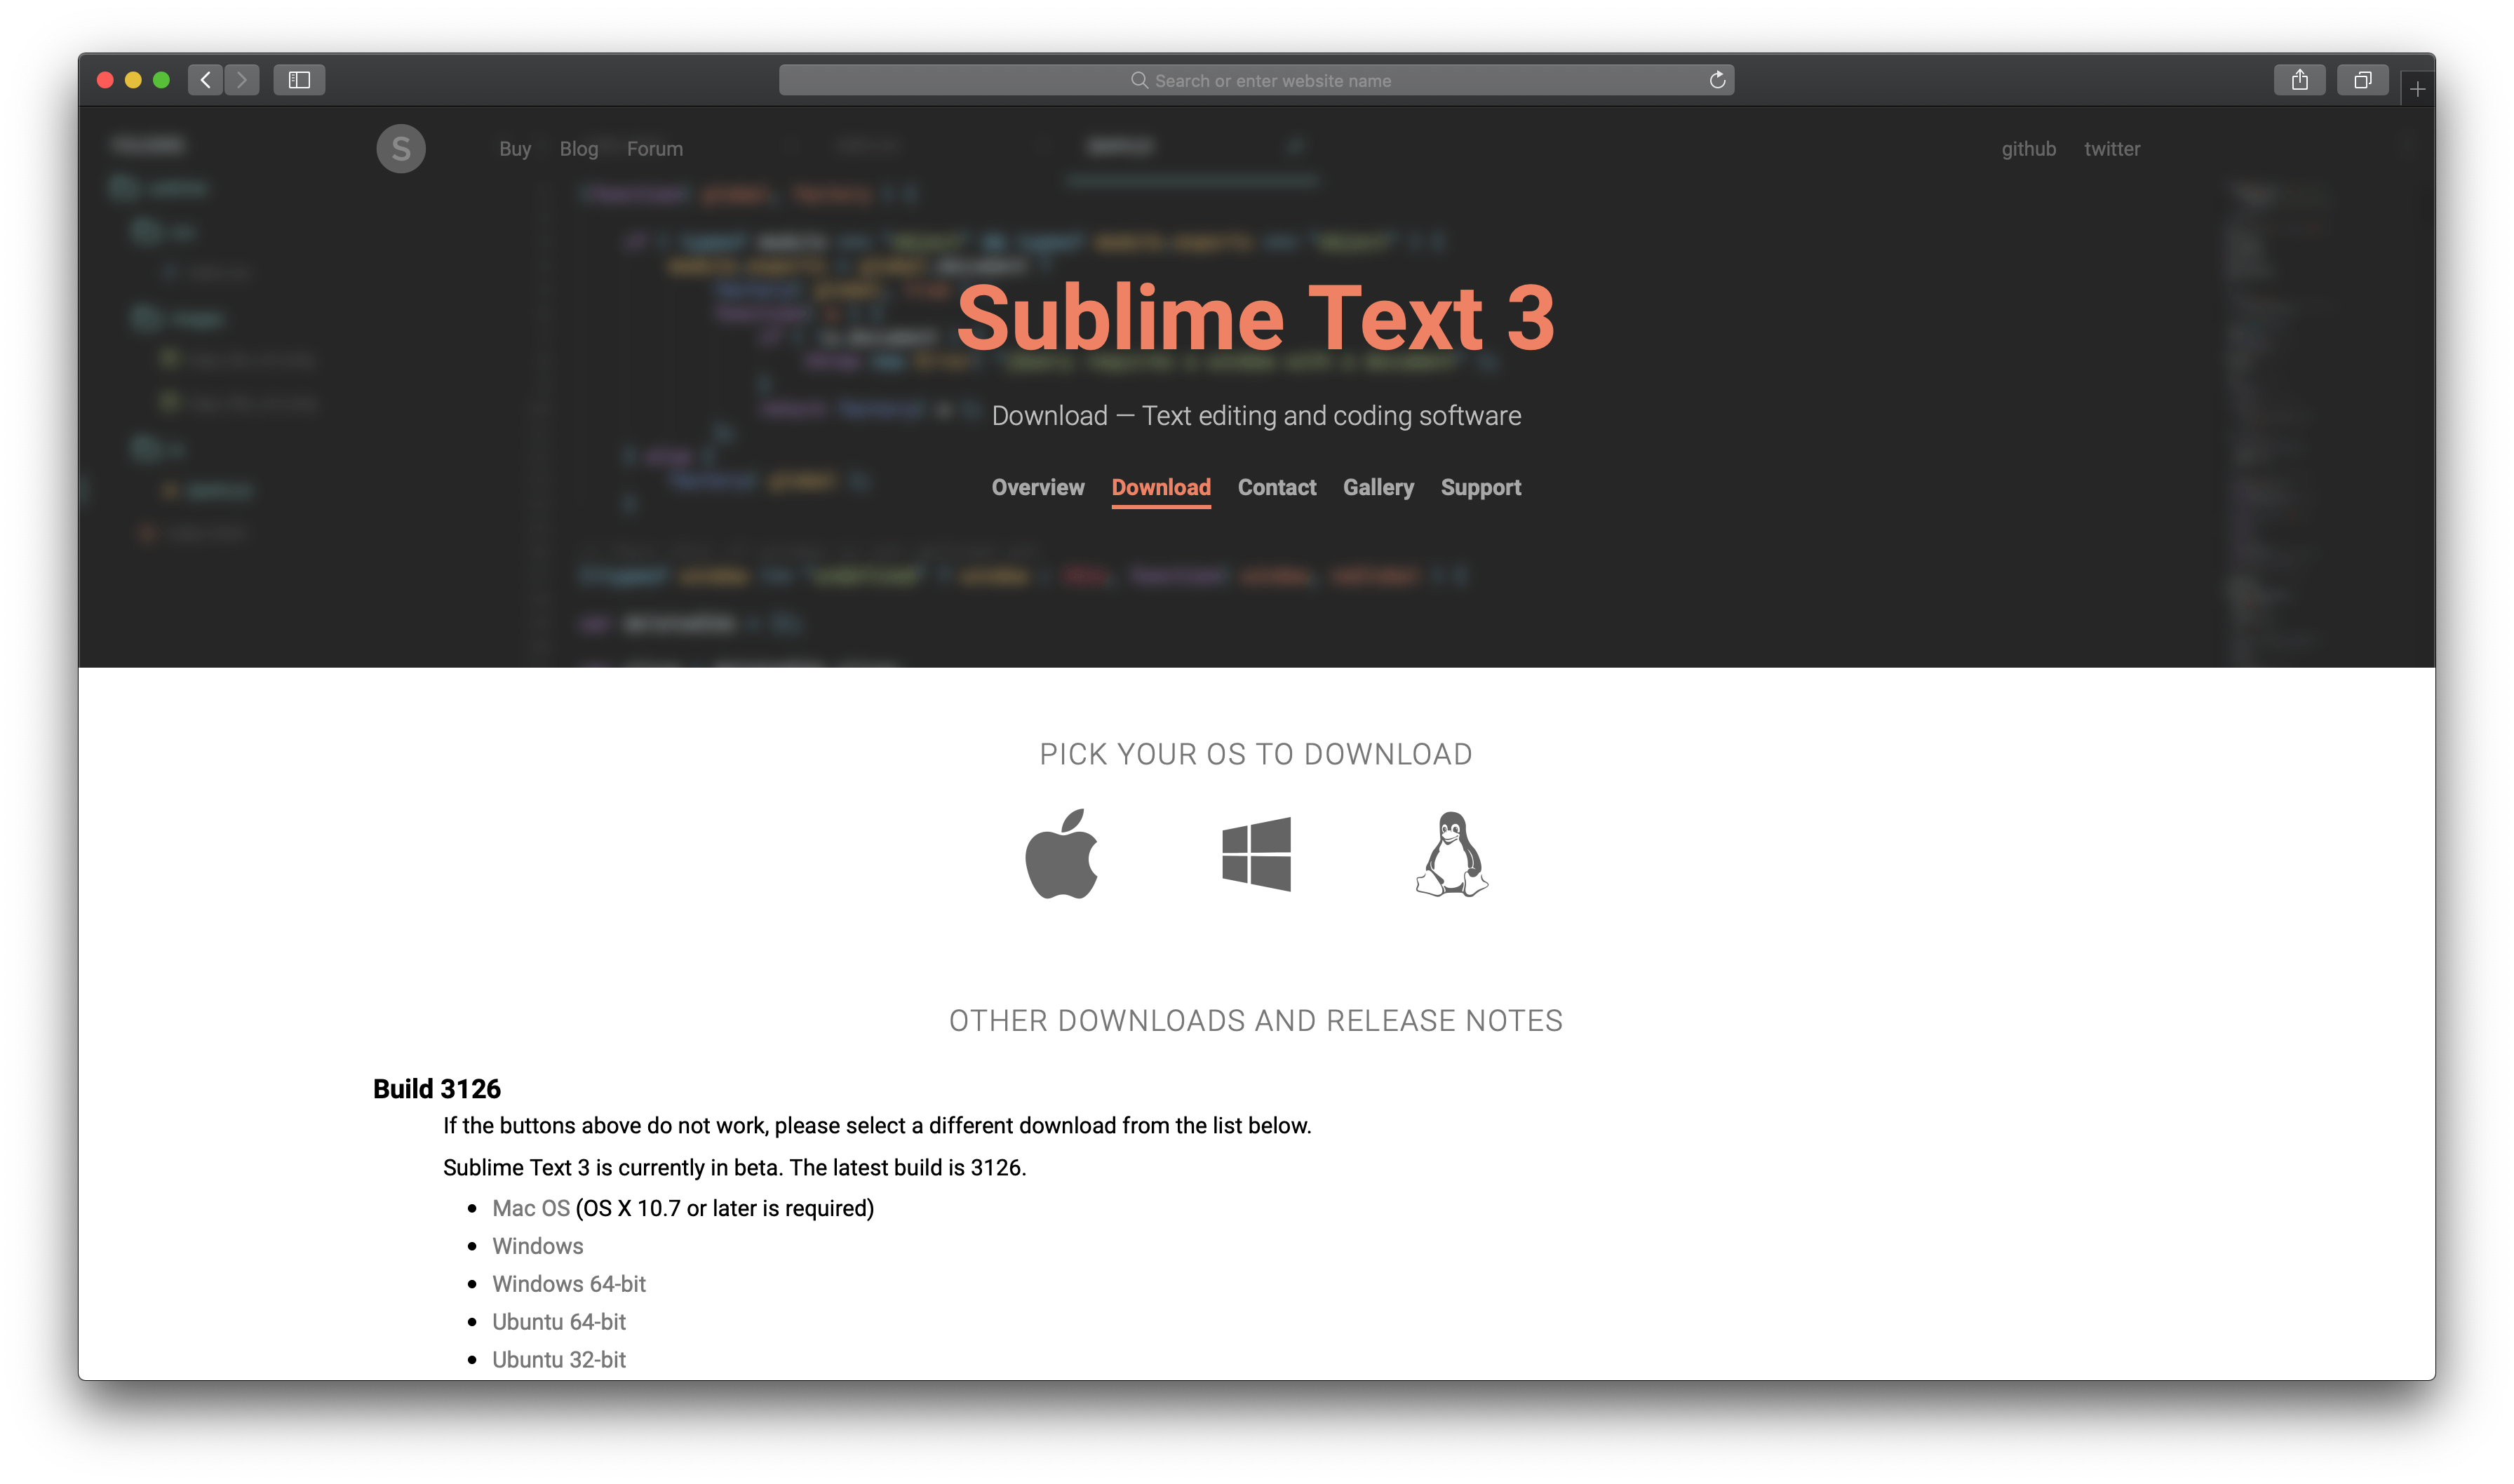 Search or enter website name
S
Buy Blog Forum
github twitter
Sublime Text 3
Download — Text editing and coding software
Overview Download Contact Gallery Support
PICK YOUR OS TO DOWNLOAD
OTHER DOWNLOADS AND RELEASE NOTES
Build 3126
If the buttons above do not work, please select a different download from the list below.
Sublime Text 3 is currently in beta. The latest build is 3126.
Mac OS (OS X 10.7 or later is required)
Windows
Windows 64-bit
Ubuntu 64-bit
Ubuntu 32-bit